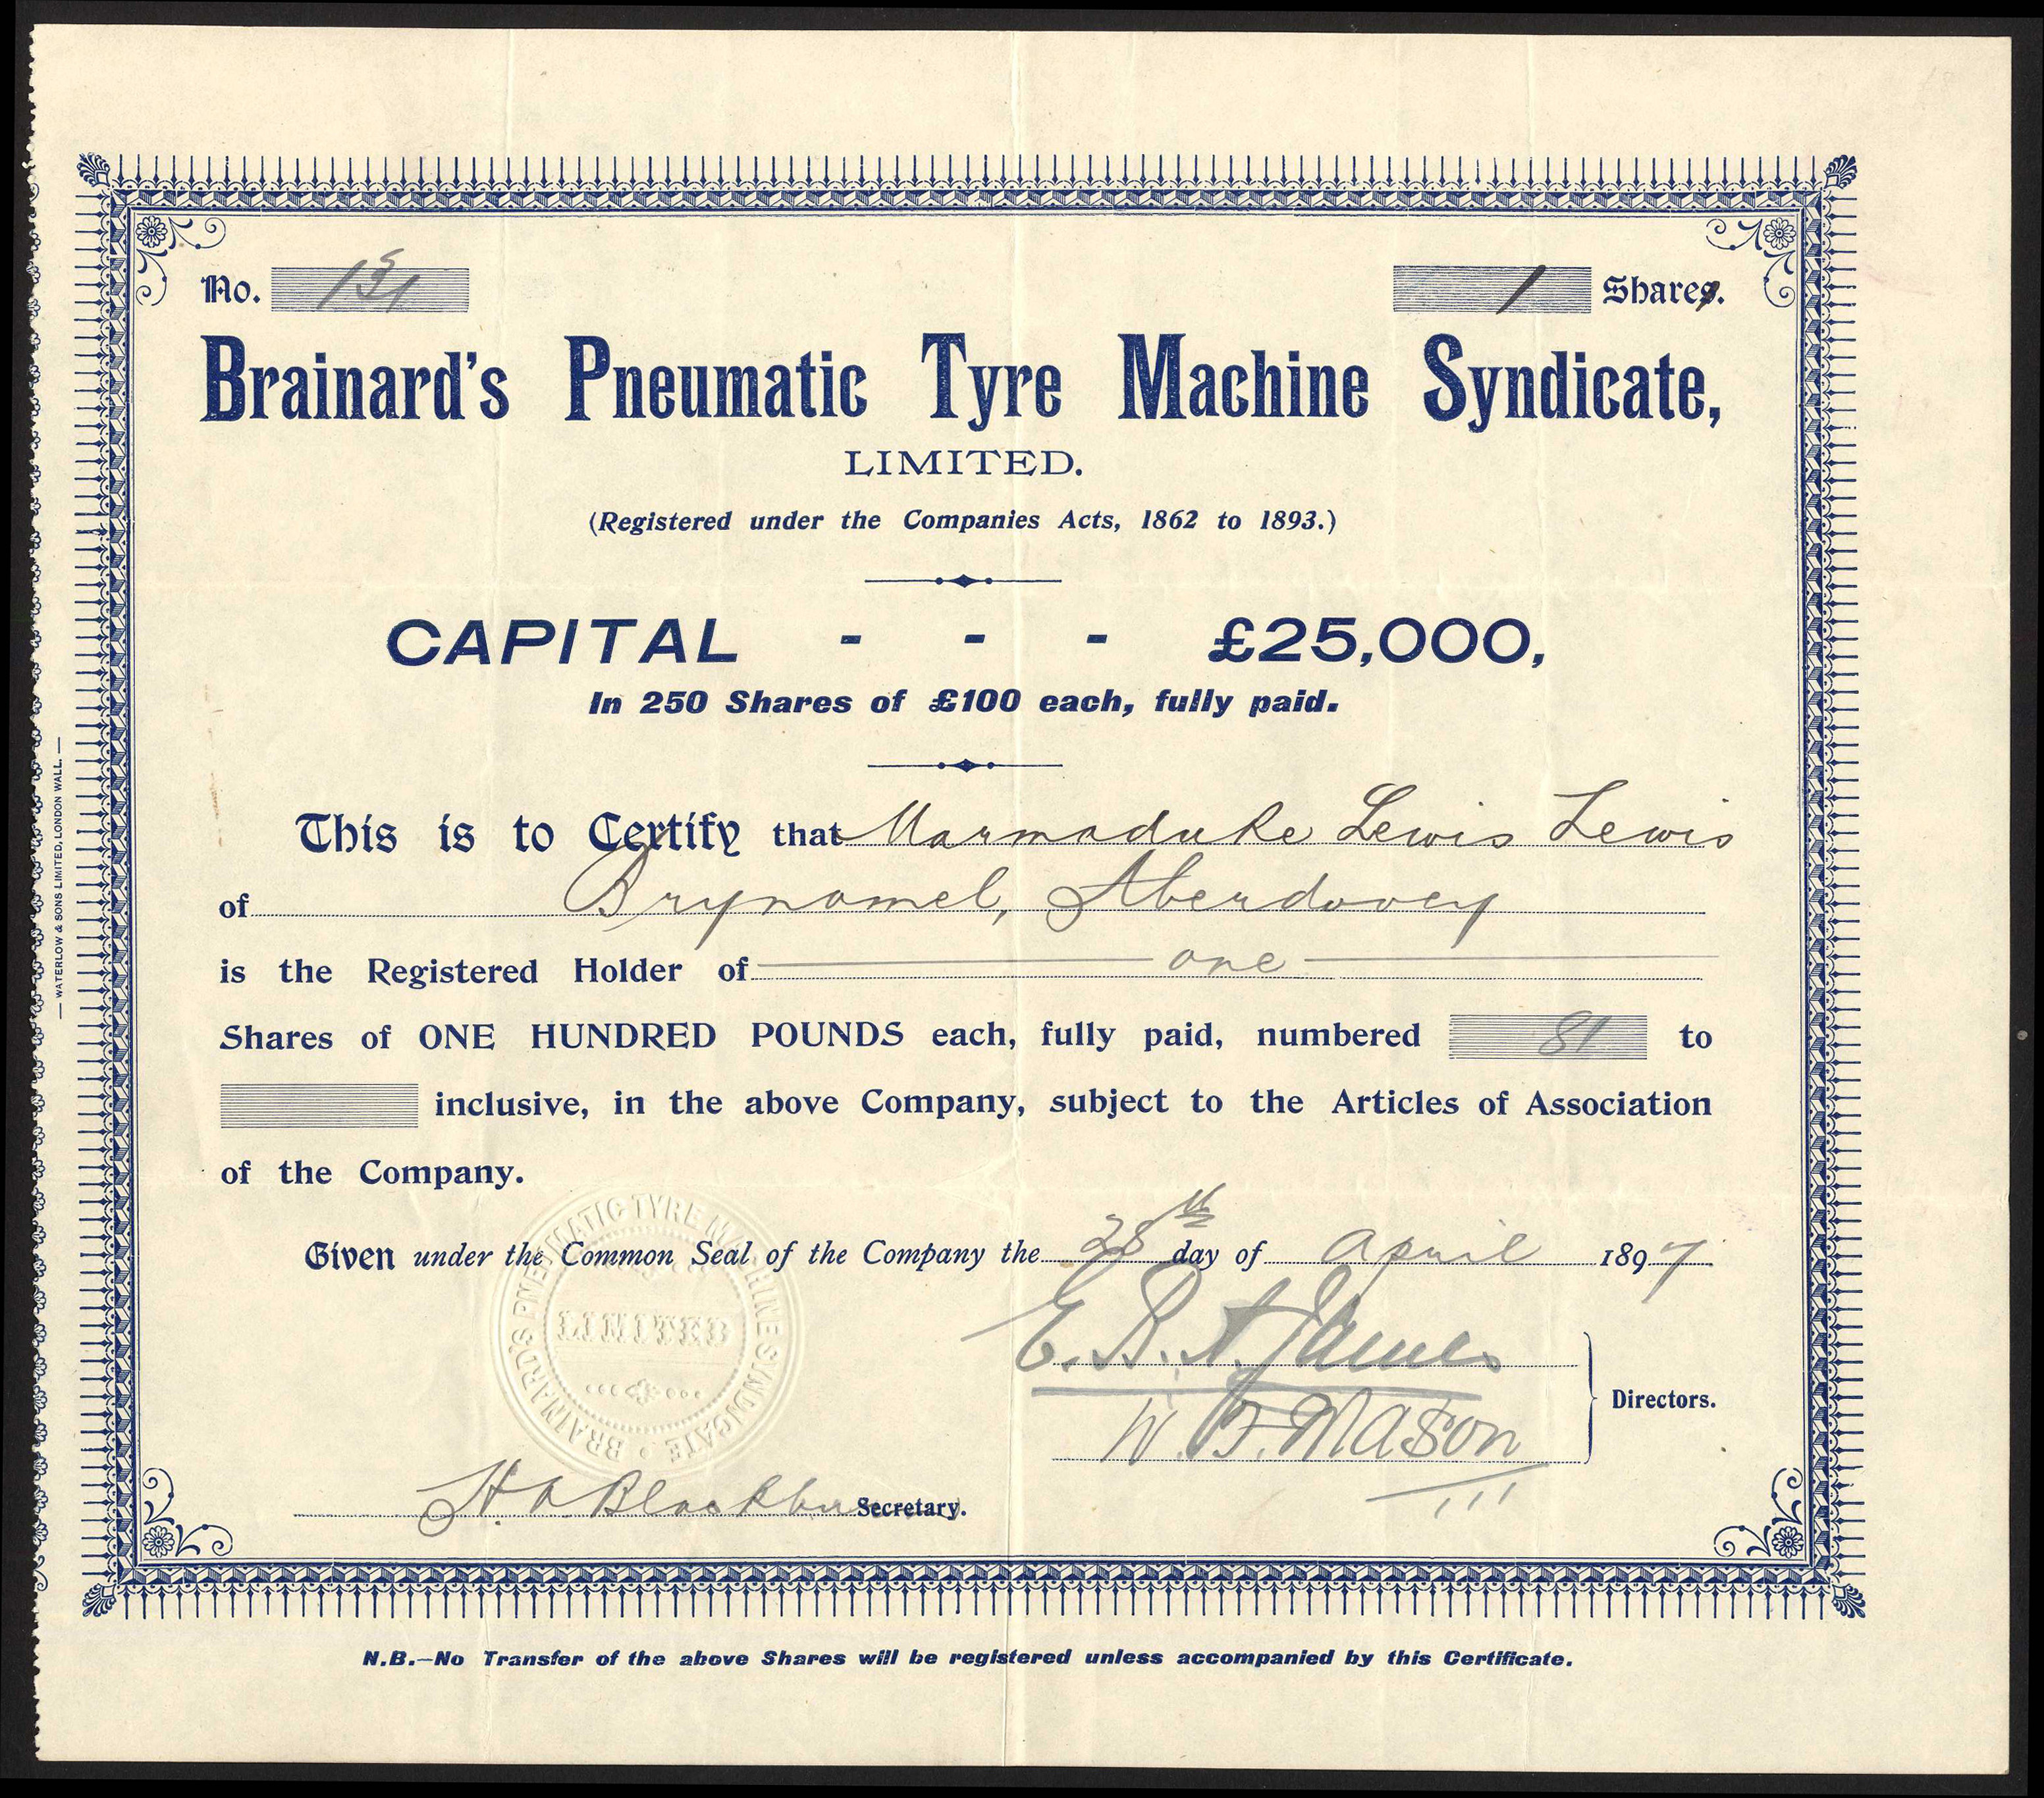 No. 131
1 Share.
Brainard's Pneumatic Tyre Machine Syndicate,
LIMITED.
(Registered under the Companies Acts, 1862 to 1893.)
CAPITAL - - - £25,000,
In 250 Shares of £100 each, fully paid.
This is to Certify that Marmaduke Lewis Lewis
of Brynamel, Aberdovey
is the Registered Holder of one
Shares of ONE HUNDRED POUNDS each, fully paid, numbered 81 to
inclusive, in the above Company, subject to the Articles of Association
of the Company.
Given under the Common Seal of the Company the 28th day of April 1897.
E. B. A. James
W. F. Mason
Directors.
H. A. Blackburn Secretary.
BRAINARD'S PNEUMATIC TYRE MACHINE SYNDICATE
LIMITED
N.B.—No Transfer of the above Shares will be registered unless accompanied by this Certificate.
— WATERLOW & SONS LIMITED, LONDON WALL. —